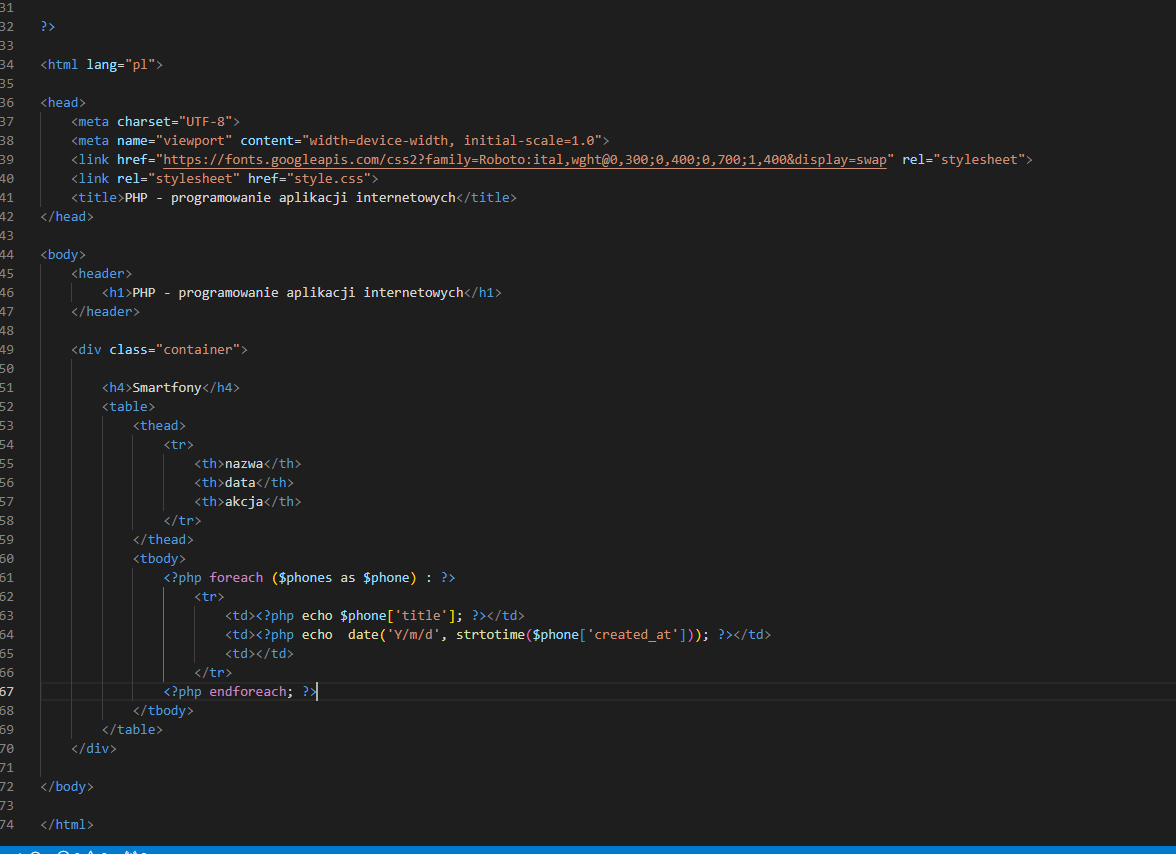 31
32 ?>
33
34 <html lang="pl">
35
36 <head>
37 <meta charset="UTF-8">
38 <meta name="viewport" content="width=device-width, initial-scale=1.0">
39 <link href="https://fonts.googleapis.com/css2?family=Roboto:ital,wght@0,300;0,400;0,700;1,400&display=swap" rel="stylesheet">
40 <link rel="stylesheet" href="style.css">
41 <title>PHP - programowanie aplikacji internetowych</title>
42 </head>
43
44 <body>
45 <header>
46 <h1>PHP - programowanie aplikacji internetowych</h1>
47 </header>
48
49 <div class="container">
50
51 <h4>Smartfony</h4>
52 <table>
53 <thead>
54 <tr>
55 <th>nazwa</th>
56 <th>data</th>
57 <th>akcja</th>
58 </tr>
59 </thead>
60 <tbody>
61 <?php foreach ($phones as $phone) : ?>
62 <tr>
63 <td><?php echo $phone['title']; ?></td>
64 <td><?php echo  date('Y/m/d', strtotime($phone['created_at'])); ?></td>
65 <td></td>
66 </tr>
67 <?php endforeach; ?>
68 </tbody>
69 </table>
70 </div>
71
72 </body>
73
74 </html>